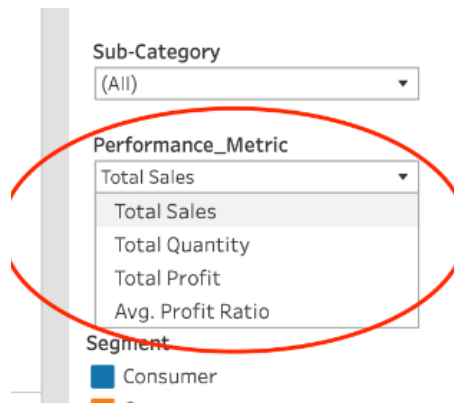 Sub-Category
(All)
Performance_Metric
Total Sales
Total Sales
Total Quantity
Total Profit
Avg. Profit Ratio
Segment
Consumer